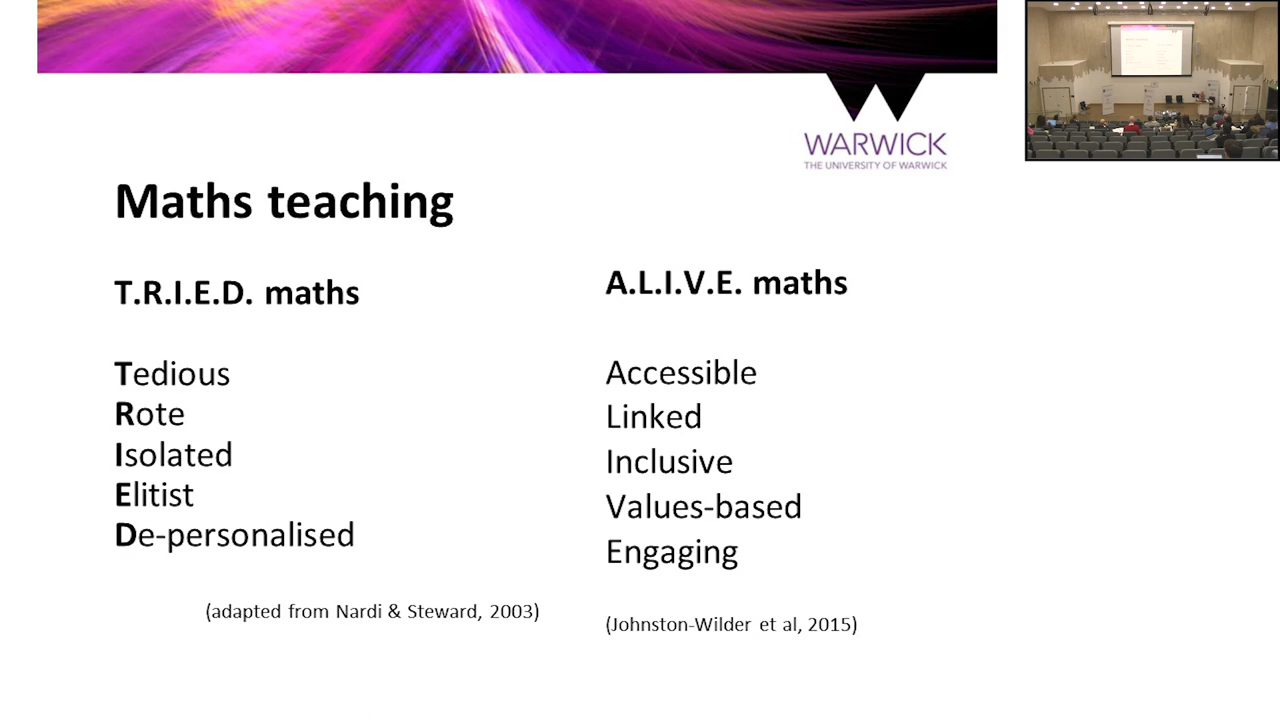 WARWICK
THE UNIVERSITY OF WARWICK
Maths teaching
T.R.I.E.D. maths
Tedious
Rote
Isolated
Elitist
De-personalised
(adapted from Nardi & Steward, 2003)
A.L.I.V.E. maths
Accessible
Linked
Inclusive
Values-based
Engaging
(Johnston-Wilder et al, 2015)